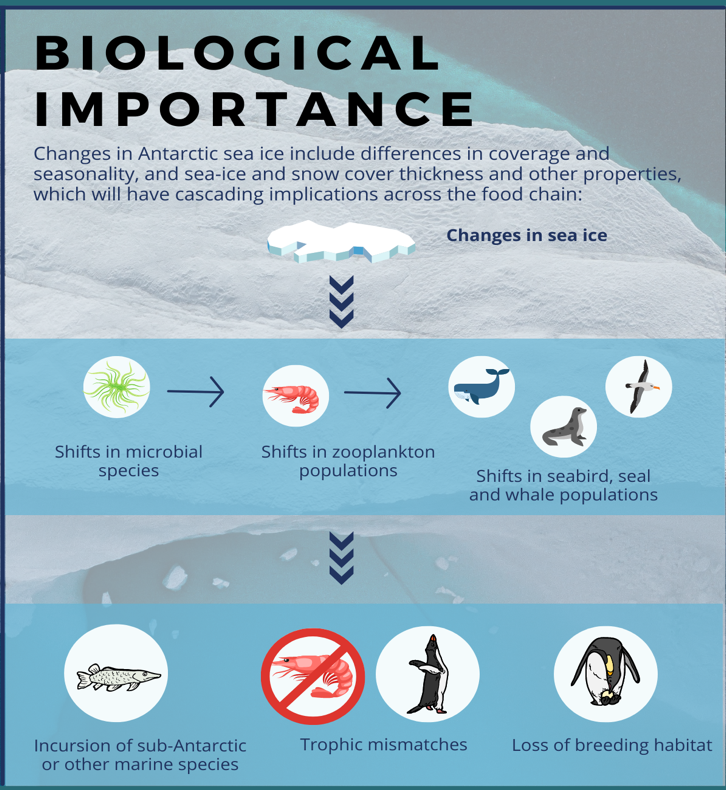 BIOLOGICAL
IMPORTANCE
Changes in Antarctic sea ice include differences in coverage and
seasonality, and sea-ice and snow cover thickness and other properties,
which will have cascading implications across the food chain:
Changes in sea ice
Shifts in microbial
species
Shifts in zooplankton
populations
Shifts in seabird, seal
and whale populations
Incursion of sub-Antarctic
or other marine species
Trophic mismatches
Loss of breeding habitat